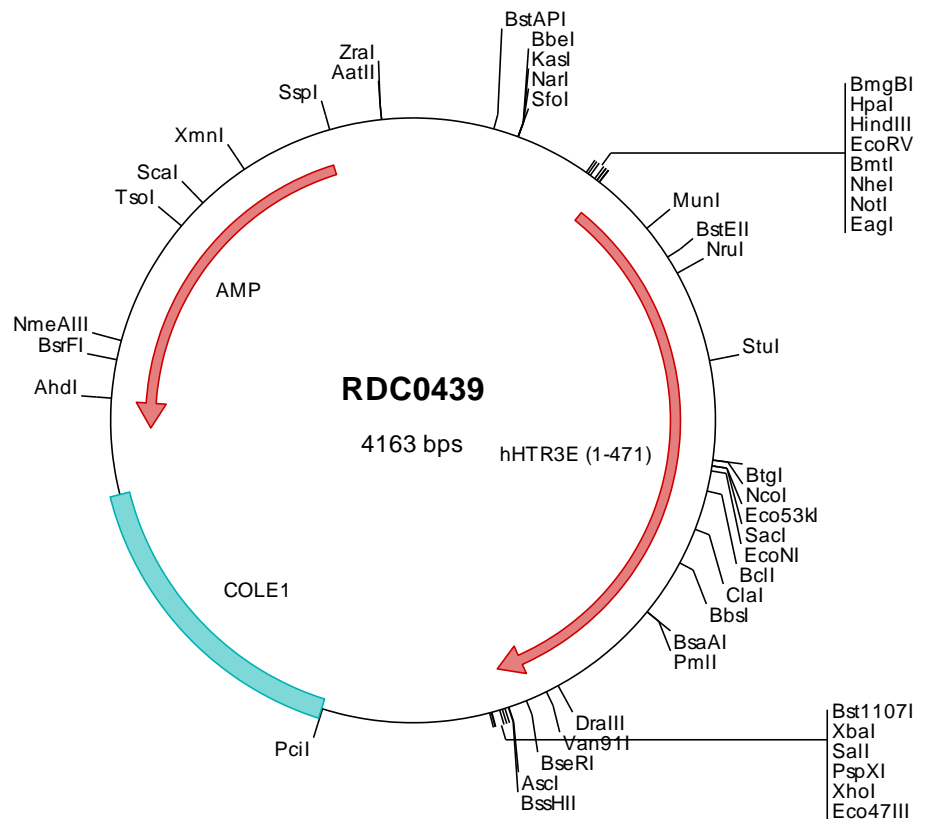 BstAPI
BbeI
KasI
NarI
SfoI
ZraI
AatII
SspI
XmnI
ScaI
TsoI
NmeAIII
BsrFI
AhdI
AMP
BmgBI
HpaI
HindIII
EcoRV
BmtI
NheI
NotI
EagI
MunI
BstEII
NruI
StuI
RDC0439
4163 bps
hHTR3E (1-471)
BtgI
NcoI
Eco53kI
SacI
EcoNI
BclI
ClaI
BbsI
BsaAI
PmlI
COLE1
PciI
DraIII
Van91I
BseRI
AscI
BssHII
Bst1107I
XbaI
SalI
PspXI
XhoI
Eco47III